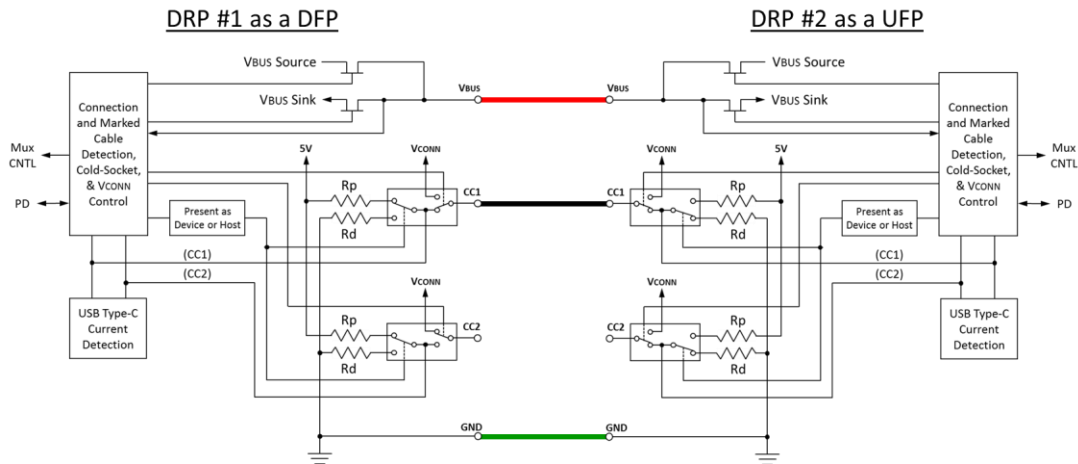 DRP #1 as a DFP
DRP #2 as a UFP
VBUS Source
VBUS Sink
VBUS
VBUS
VBUS Source
VBUS Sink
Connection
and Marked
Cable
Detection,
Cold-Socket,
& VCONN
Control
Mux
CNTL
PD
Present as
Device or Host
(CC1)
(CC2)
USB Type-C
Current
Detection
5V
VCONN
Rp
Rd
CC1
VCONN
Rp
Rd
CC2
GND
VCONN
5V
CC1
Rp
Rd
VCONN
CC2
Rp
Rd
GND
Connection
and Marked
Cable
Detection,
Cold-Socket,
& VCONN
Control
Mux
CNTL
PD
Present as
Device or Host
(CC1)
(CC2)
USB Type-C
Current
Detection